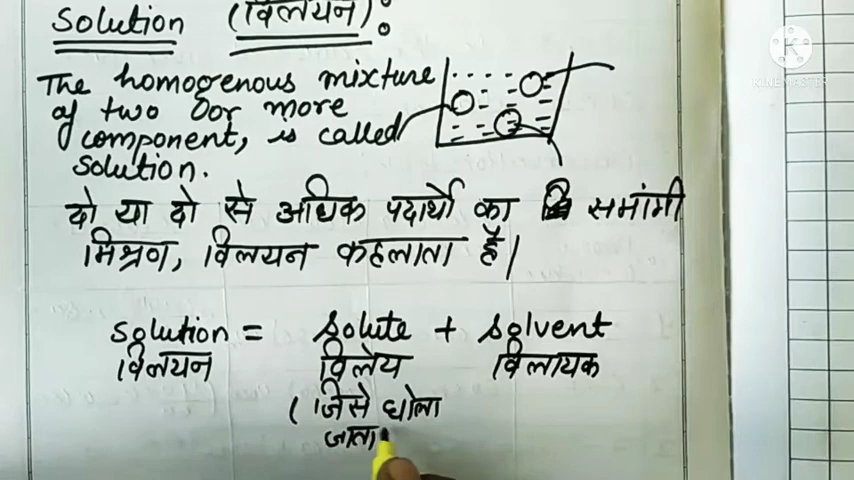 Solution (विलयन) :
The homogenous mixture
of two oor more
component, is called
solution.
दो या दो से अधिक पदार्थो का समांगी
मिश्रण, विलयन कहलाता है|
Solution = Solute + Solvent
विलयन विलेय विलायक
( जिसे घोला
जाता
KINEMASTER